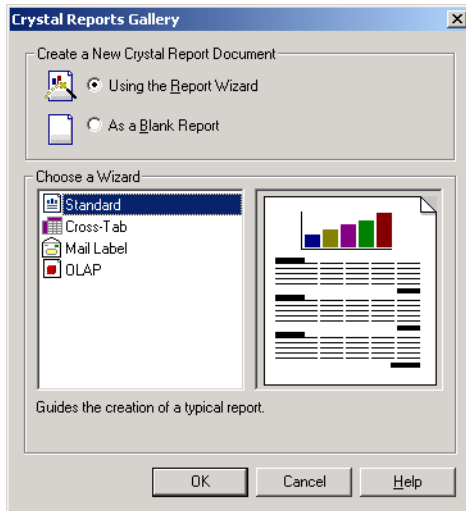 Crystal Reports Gallery
Create a New Crystal Report Document
Using the Report Wizard
As a Blank Report
Choose a Wizard
Standard
Cross-Tab
Mail Label
OLAP
Guides the creation of a typical report.
OK Cancel Help